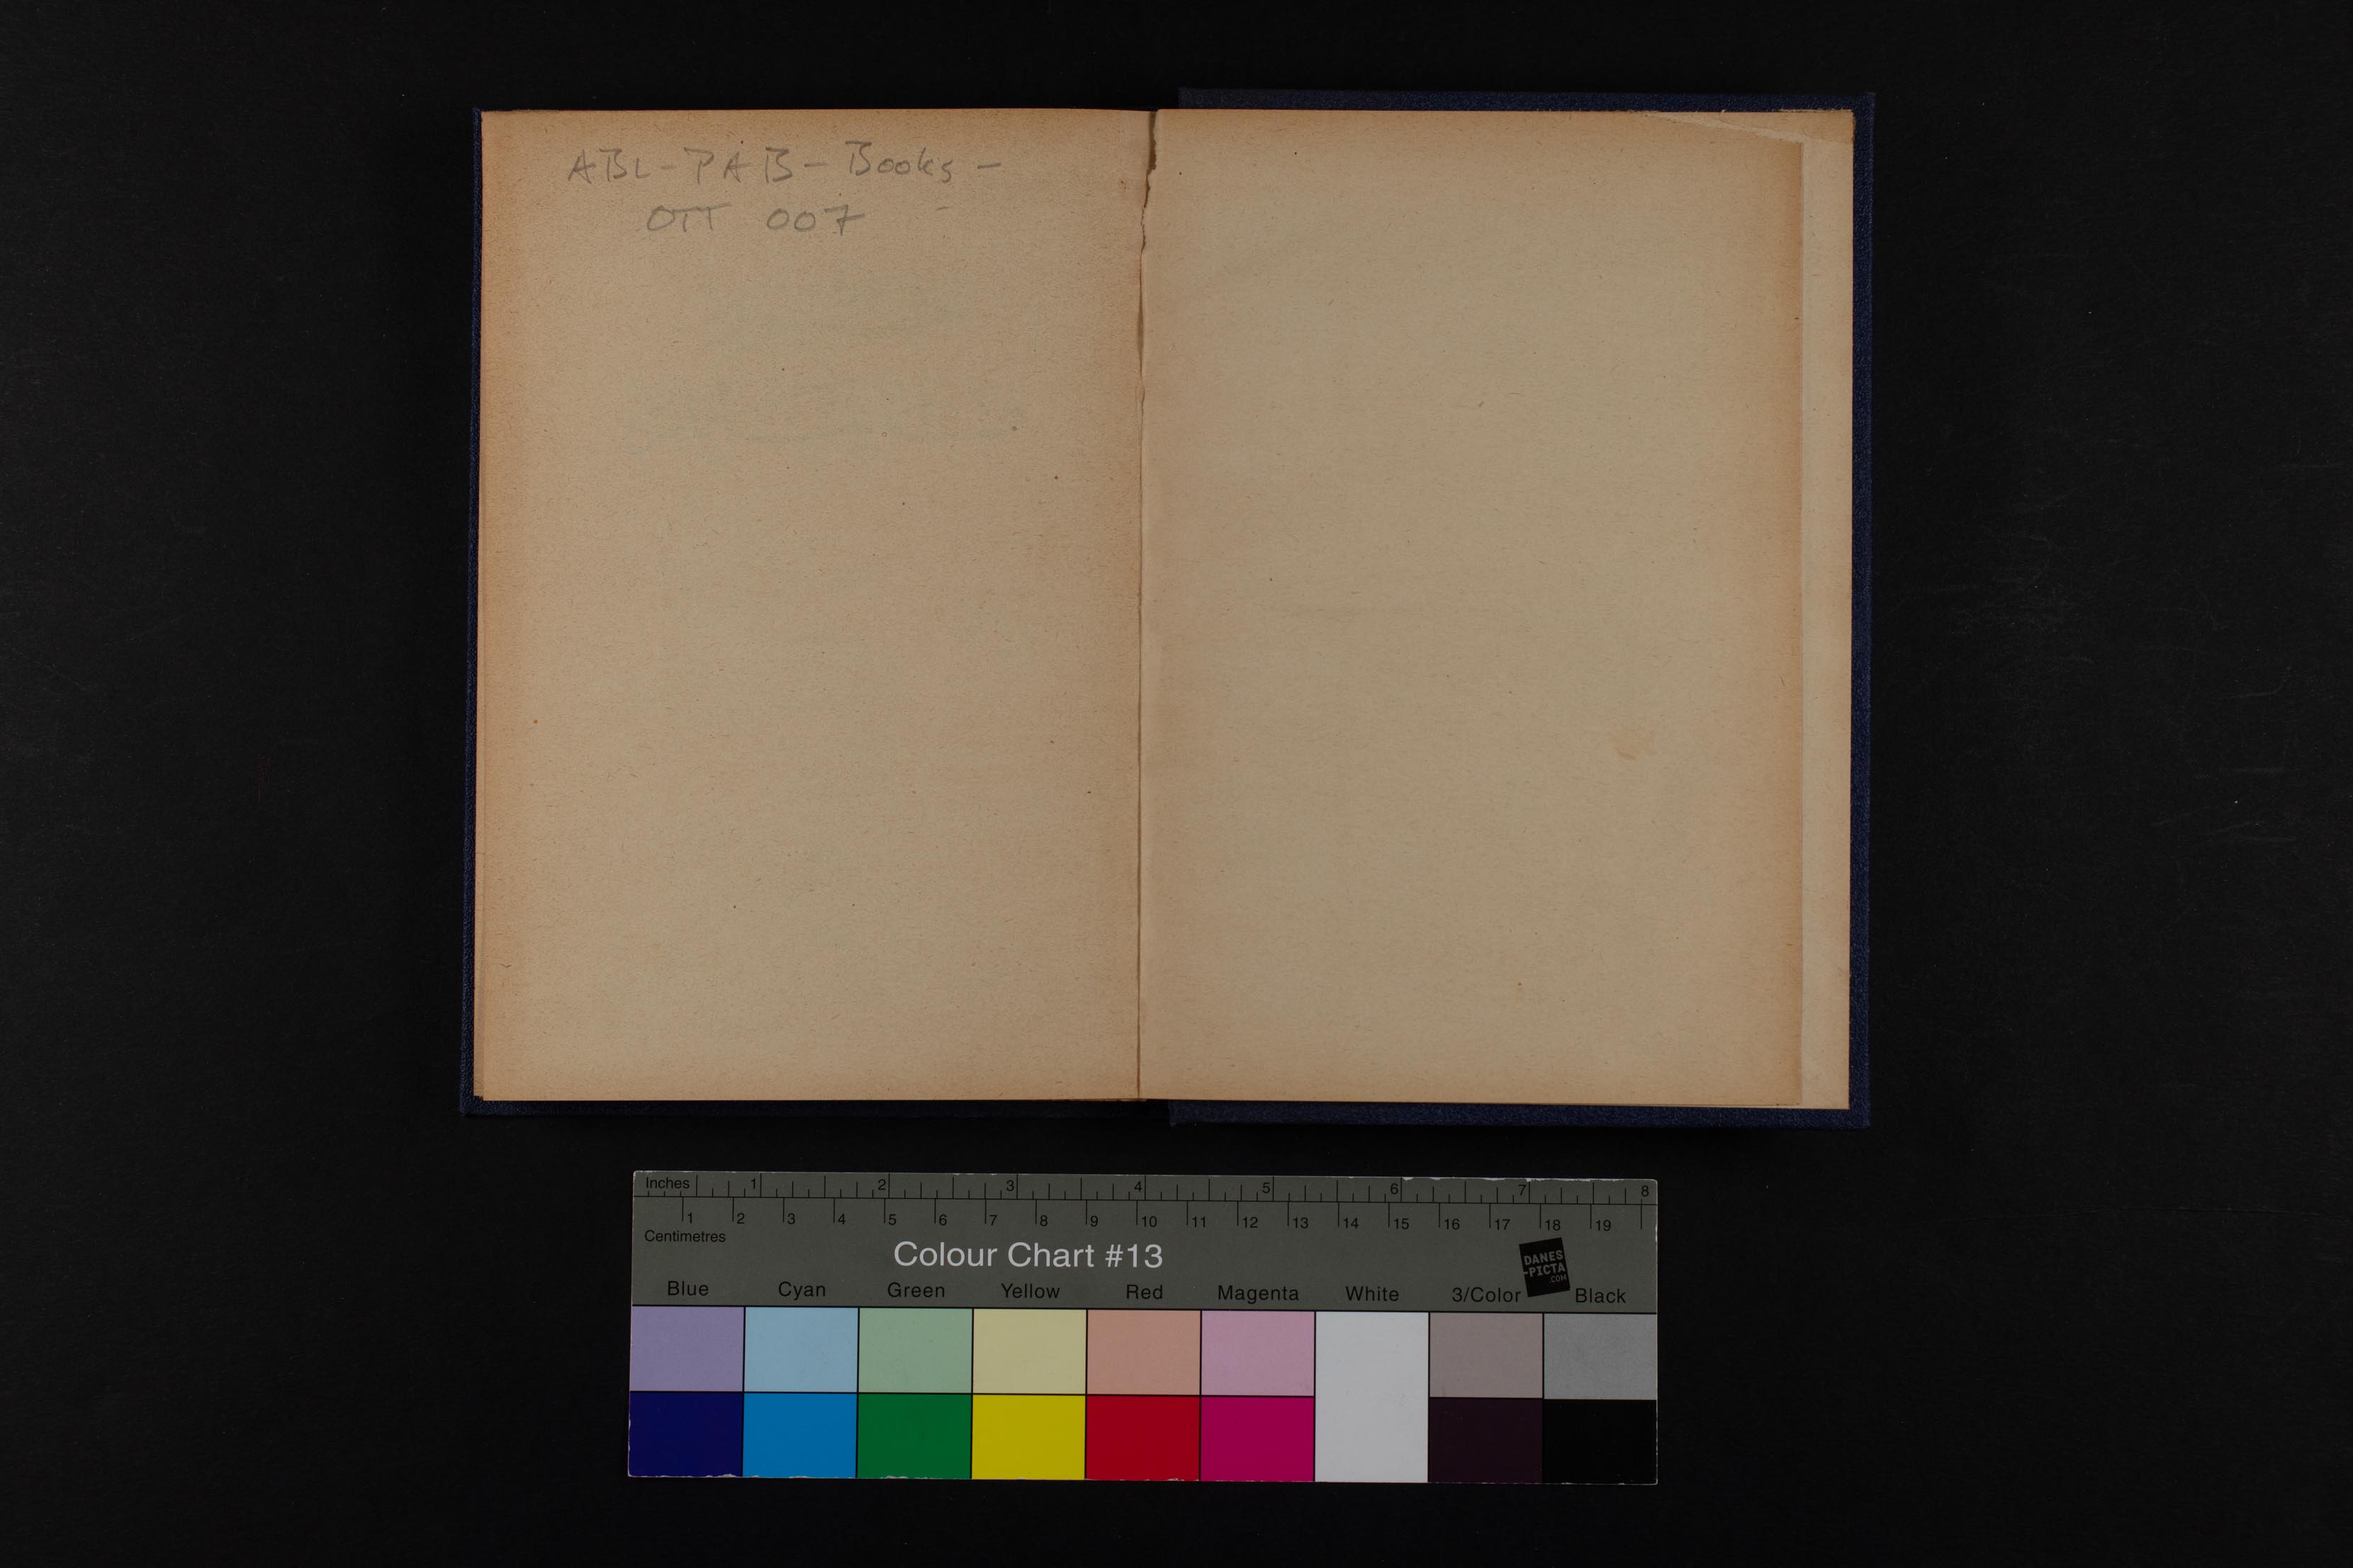 ABL-PAB-Books-
OTT 007
Inches 1 2 3 4 5 6 7 8
1 2 3 4 5 6 7 8 9 10 11 12 13 14 15 16 17 18 19
Centimetres
Colour Chart #13
DANES
-PICTA
.COM
Blue Cyan Green Yellow Red Magenta White 3/Color Black